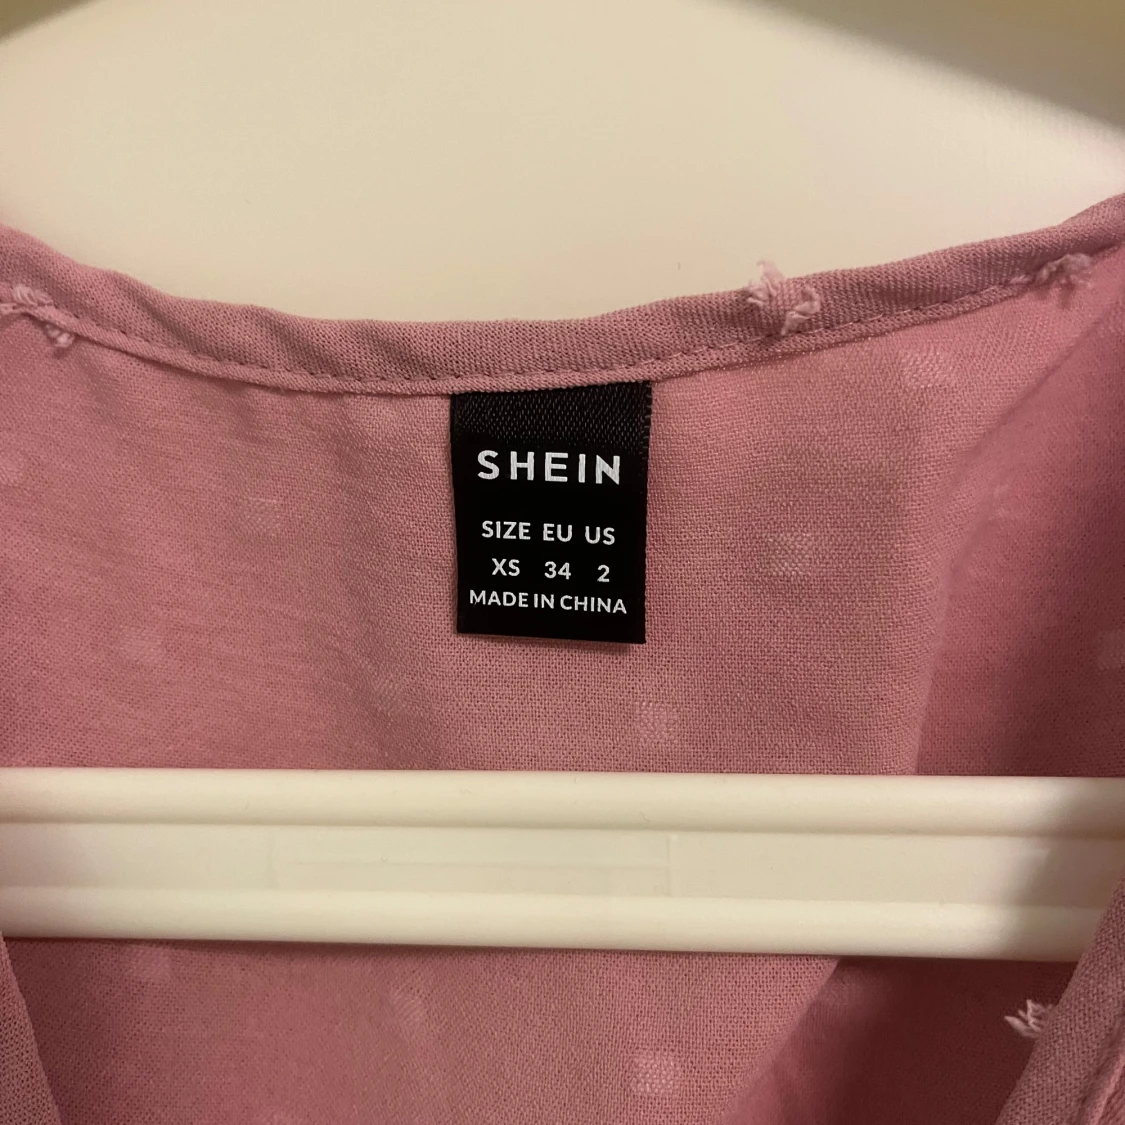 SHEIN
SIZE EU US
XS 34 2
MADE IN CHINA